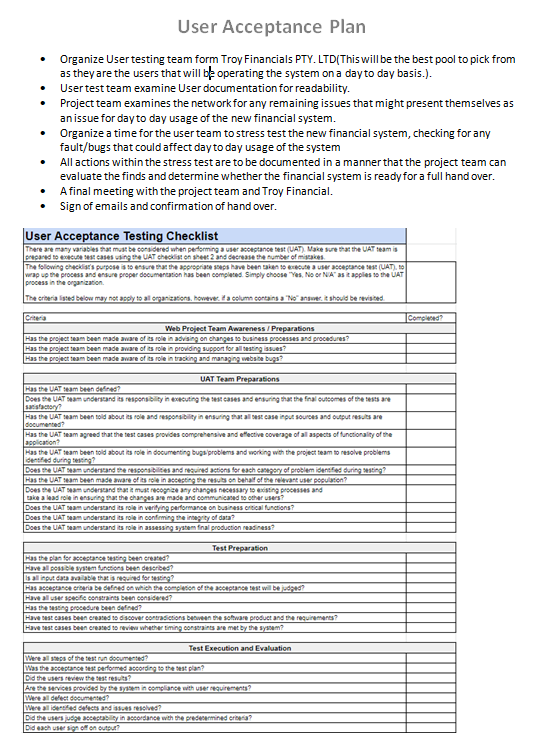 User Acceptance Plan
• Organize User testing team form Troy Financials PTY. LTD(This will be the best pool to pick from
as they are the users that will be operating the system on a day to day basis.).
• User test team examine User documentation for readability.
• Project team examines the network for any remaining issues that might present themselves as
an issue for day to day usage of the new financial system.
• Organize a time for the user team to stress test the new financial system, checking for any
fault/bugs that could affect day to day usage of the system
• All actions within the stress test are to be documented in a manner that the project team can
evaluate the finds and determine whether the financial system is ready for a full hand over.
• A final meeting with the project team and Troy Financial.
• Sign of emails and confirmation of hand over.
User Acceptance Testing Checklist
There are many variables that must be considered when performing a user acceptance test (UAT). Make sure that the UAT team is
prepared to execute test cases using the UAT checklist on sheet 2 and decrease the number of mistakes.
The following checklist's purpose is to ensure that the appropriate steps have been taken to execute a user acceptance test (UAT), to
wrap up the process and ensure proper documentation has been completed. Simply choose "Yes, No or N/A" as it applies to the UAT
process in the organization.
The criteria listed below may not apply to all organizations, however, if a column contains a "No" answer, it should be revisited.
Criteria Completed?
Web Project Team Awareness / Preparations
Has the project team been made aware of its role in advising on changes to business processes and procedures?
Has the project team been made aware of its role in providing support for all testing issues?
Has the project team been made aware of its role in tracking and managing website bugs?
UAT Team Preparations
Has the UAT team been defined?
Does the UAT team understand its responsibility in executing the test cases and ensuring that the final outcomes of the tests are
satisfactory?
Has the UAT team been told about its role and responsibility in ensuring that all test case input sources and output results are
documented?
Has the UAT team agreed that the test cases provides comprehensive and effective coverage of all aspects of functionality of the
application?
Has the UAT team been told about its role in documenting bugs/problems and working with the project team to resolve problems
identified during testing?
Does the UAT team understand the responsibilities and required actions for each category of problem identified during testing?
Has the UAT team been made aware of its role in accepting the results on behalf of the relevant user population?
Does the UAT team understand that it must recognize any changes necessary to existing processes and
take a lead role in ensuring that the changes are made and communicated to other users?
Does the UAT team understand its role in verifying performance on business critical functions?
Does the UAT team understand its role in confirming the integrity of data?
Does the UAT team understand its role in assessing system final production readiness?
Test Preparation
Has the plan for acceptance testing been created?
Have all possible system functions been described?
Is all input data available that is required for testing?
Has acceptance criteria be defined on which the completion of the acceptance test will be judged?
Have all user specific constraints been considered?
Has the testing procedure been defined?
Have test cases been created to discover contradictions between the software product and the requirements?
Have test cases been created to review whether timing constraints are met by the system?
Test Execution and Evaluation
Were all steps of the test run documented?
Was the acceptance test performed according to the test plan?
Did the users review the test results?
Are the services provided by the system in compliance with user requirements?
Were all defect documented?
Were all identified defects and issues resolved?
Did the users judge acceptability in accordance with the predetermined criteria?
Did each user sign off on output?